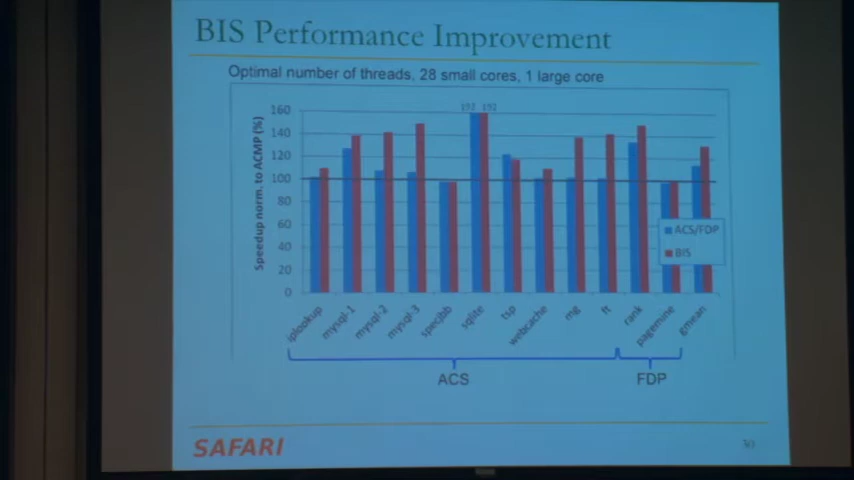 BIS Performance Improvement
Optimal number of threads, 28 small cores, 1 large core
Speedup norm. to ACMP (%)
160
140
120
100
80
60
40
20
0
192
ACS/FDP
BIS
iplookup
mysql-1
mysql-2
mysql-3
specjbb
sqlite
tsp
webcache
mg
ft
rank
pagemine
gmean
ACS
FDP
SAFARI